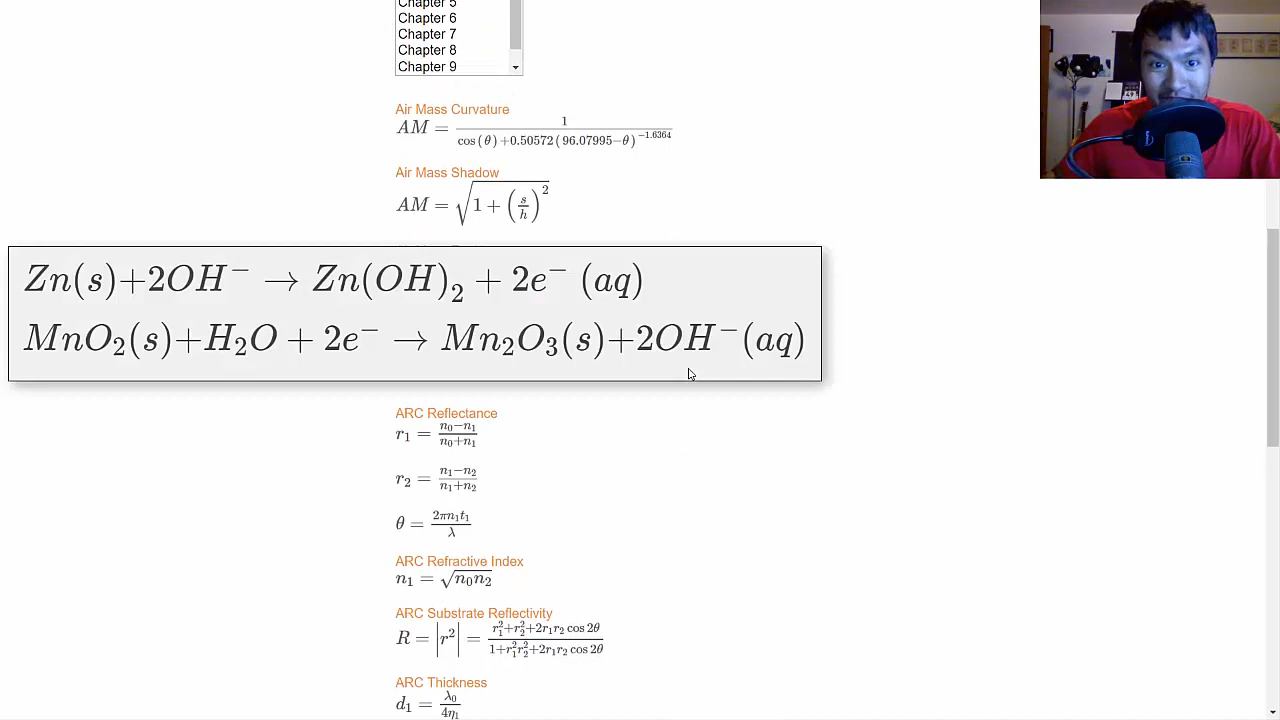 Chapter 5
Chapter 6
Chapter 7
Chapter 8
Chapter 9
Air Mass Curvature
AM = 1 / (cos(θ)+0.50572(96.07995−θ)^−1.6364)
Air Mass Shadow
AM = √(1 + (s/h)²)
Zn(s)+2OH⁻ → Zn(OH)₂ + 2e⁻ (aq)
MnO₂(s)+H₂O + 2e⁻ → Mn₂O₃(s)+2OH⁻(aq)
ARC Reflectance
r₁ = (n₀−n₁)/(n₀+n₁)
r₂ = (n₁−n₂)/(n₁+n₂)
θ = 2πn₁t₁/λ
ARC Refractive Index
n₁ = √(n₀n₂)
ARC Substrate Reflectivity
R = |r²| = (r₁²+r₂²+2r₁r₂ cos 2θ)/(1+r₁²r₂²+2r₁r₂ cos 2θ)
ARC Thickness
d₁ = λ₀/4η₁